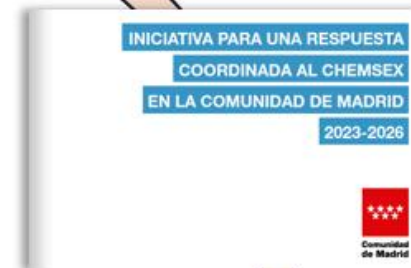 INICIATIVA PARA UNA RESPUESTA
COORDINADA AL CHEMSEX
EN LA COMUNIDAD DE MADRID
2023-2026
Comunidad
de Madrid